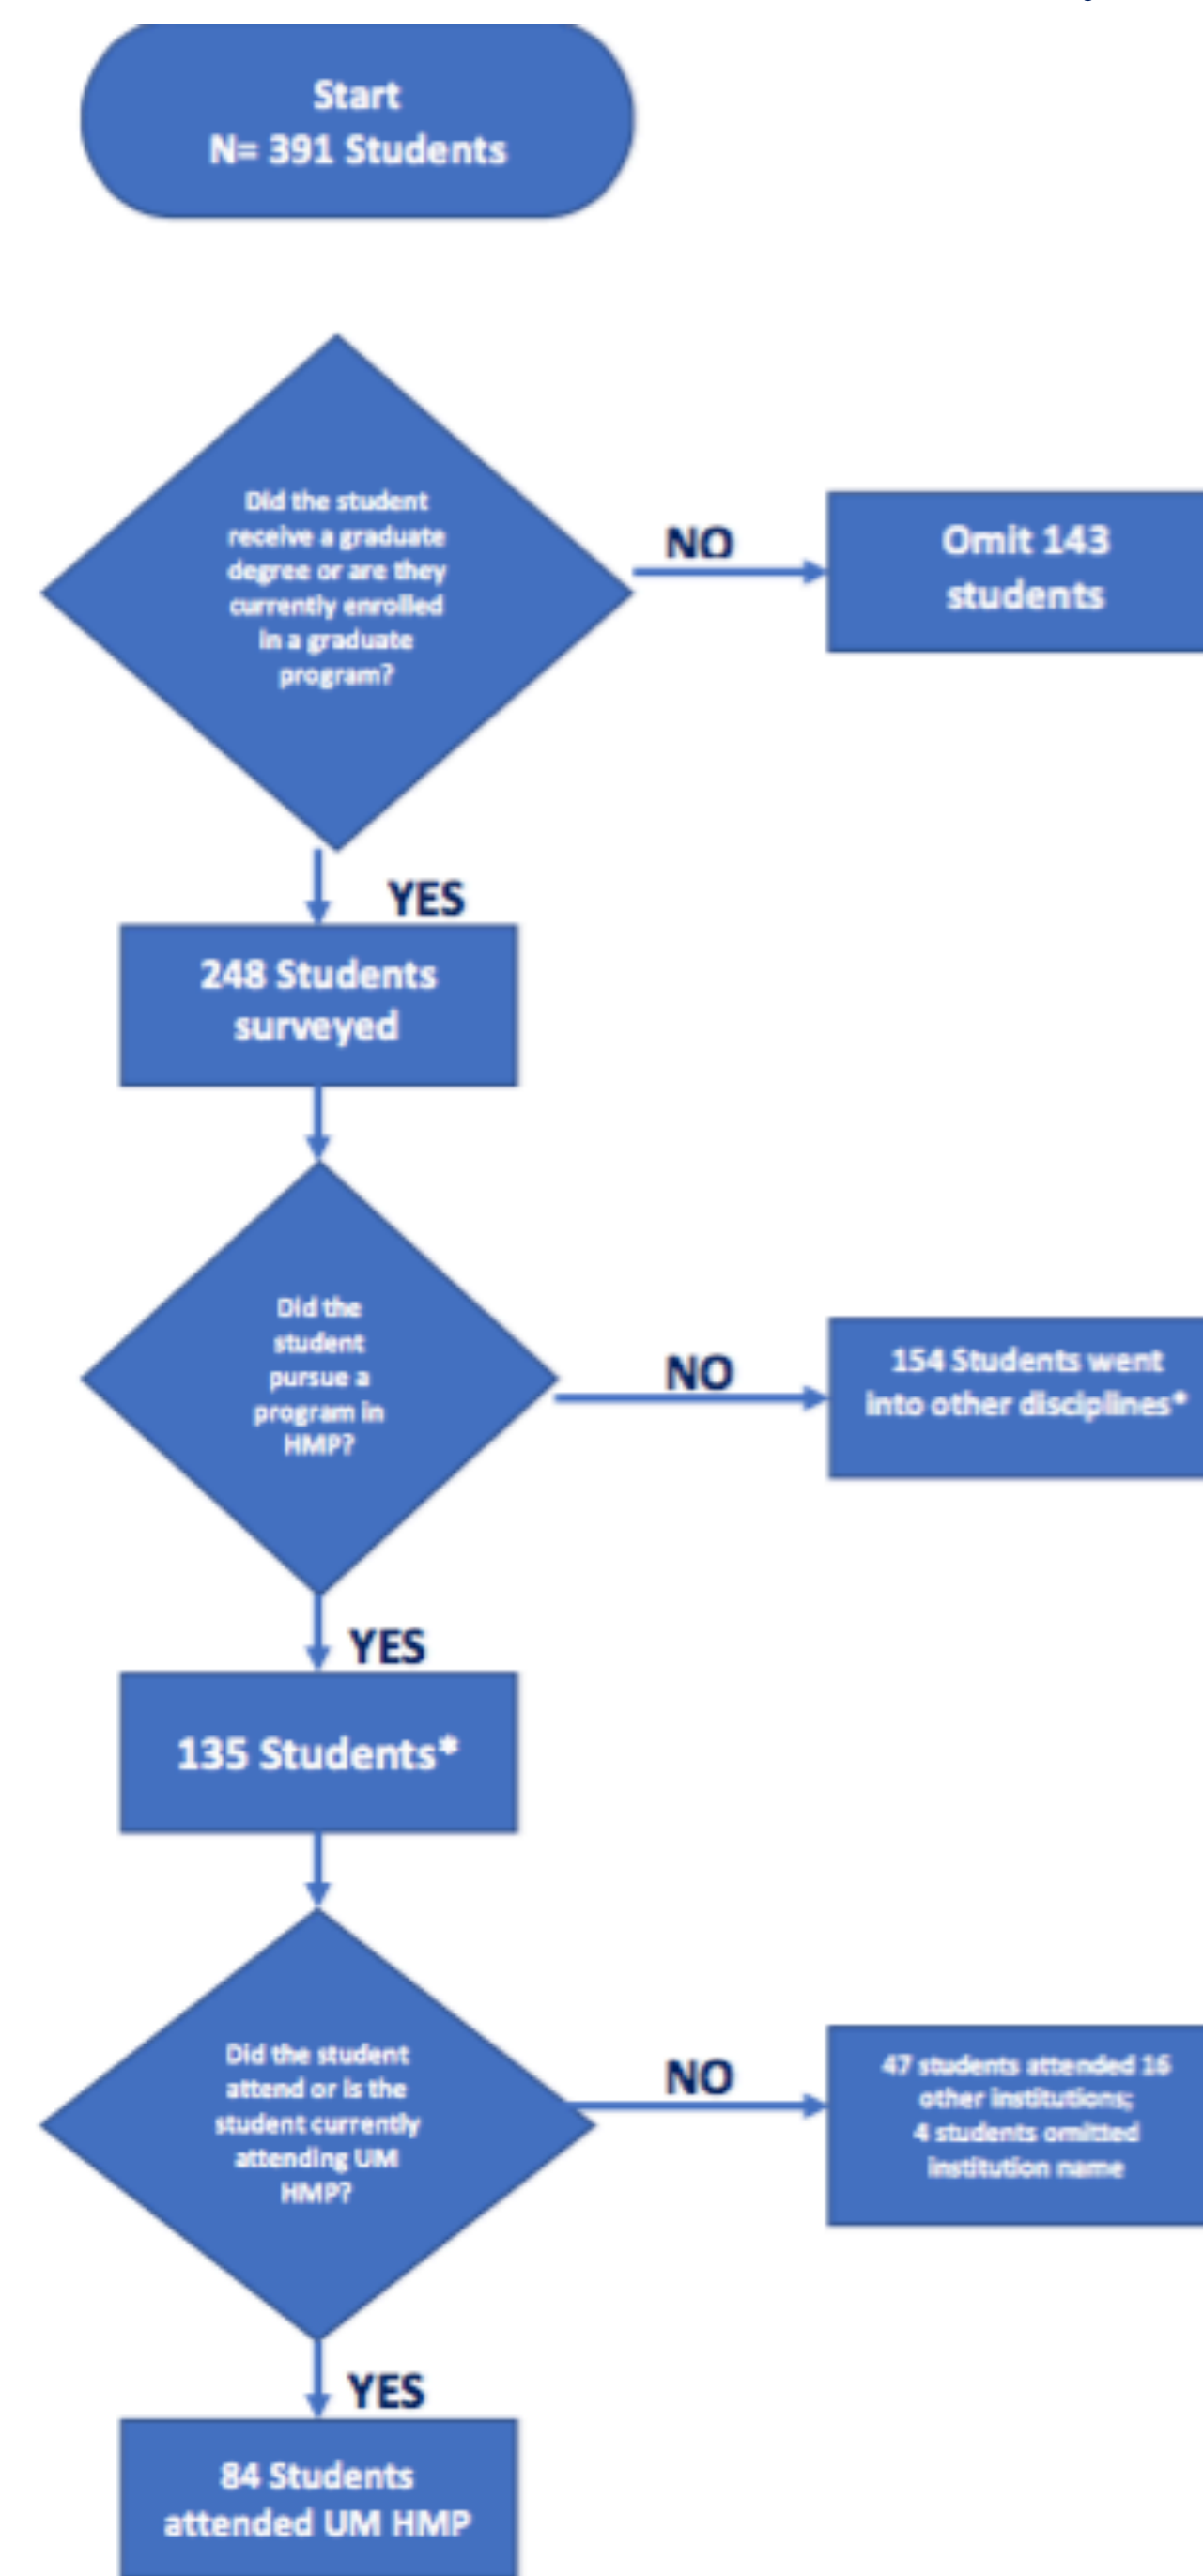 Start
N= 391 Students
Did the student
receive a graduate
degree or are they
currently enrolled
in a graduate
program?
NO
Omit 143
students
YES
248 Students
surveyed
Did the
student
pursue a
program in
HMP?
NO
154 Students went
into other disciplines*
YES
135 Students*
Did the student
attend or is the
student currently
attending UM
HMP?
NO
47 students attended 16
other institutions;
4 students omitted
institution name
YES
84 Students
attended UM HMP